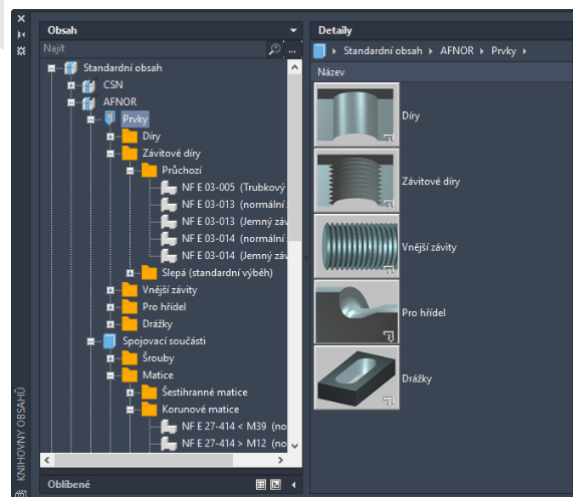 Obsah
Najít
...
Standardní obsah
CSN
AFNOR
Prvky
Díry
Závitové díry
Průchozí
NF E 03-005 (Trubkový
NF E 03-013 (normální
NF E 03-013 (Jemný záv
NF E 03-014 (normální
NF E 03-014 (Jemný záv
Slepá (standardní výběh)
Vnější závity
Pro hřídel
Drážky
Spojovací součásti
Šrouby
Matice
Šestihranné matice
Korunové matice
NF E 27-414 < M39 (no
NF E 27-414 > M12 (no
Oblíbené
KNIHOVNY OBSAHŮ
Detaily
Standardní obsah AFNOR Prvky
Název
Díry
Závitové díry
Vnější závity
Pro hřídel
Drážky